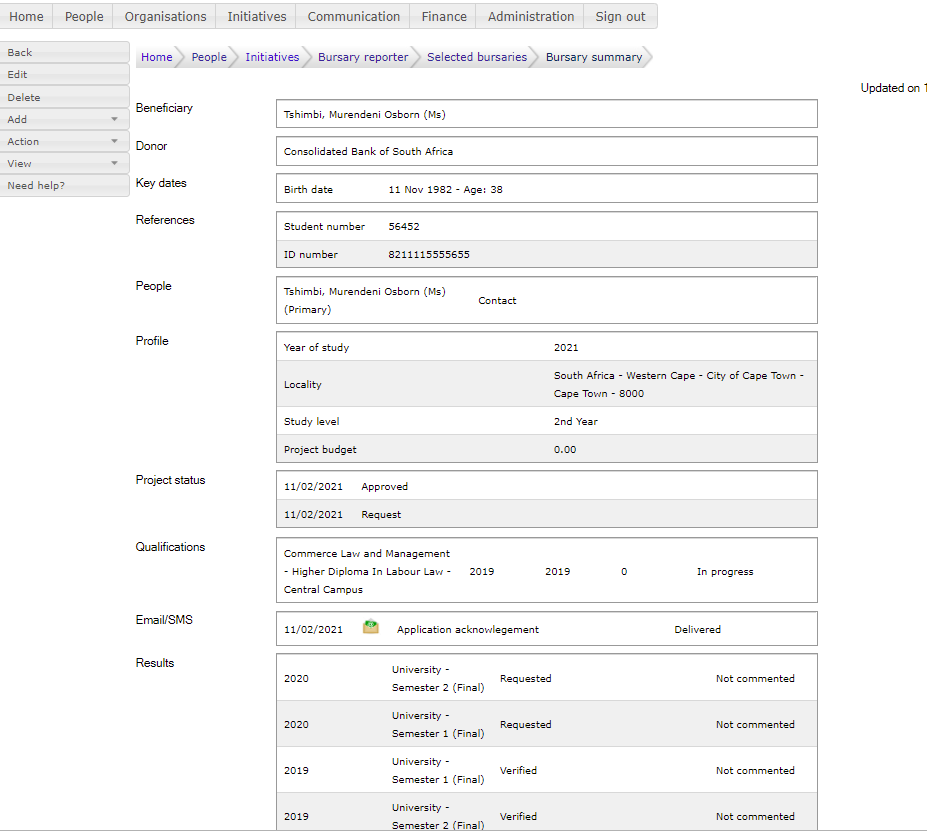 Home People Organisations Initiatives Communication Finance Administration Sign out
Back
Edit
Delete
Add
Action
View
Need help?
Home People Initiatives Bursary reporter Selected bursaries Bursary summary
Updated on 1
Beneficiary
Tshimbi, Murendeni Osborn (Ms)
Donor
Consolidated Bank of South Africa
Key dates
Birth date 11 Nov 1982 - Age: 38
References
Student number 56452
ID number 8211115555655
People
Tshimbi, Murendeni Osborn (Ms)
(Primary)
Contact
Profile
Year of study 2021
Locality
South Africa - Western Cape - City of Cape Town -
Cape Town - 8000
Study level 2nd Year
Project budget 0.00
Project status
11/02/2021 Approved
11/02/2021 Request
Qualifications
Commerce Law and Management
- Higher Diploma In Labour Law -
Central Campus
2019 2019 0 In progress
Email/SMS
11/02/2021 Application acknowlegement Delivered
Results
2020
University -
Semester 2 (Final)
Requested Not commented
2020
University -
Semester 1 (Final)
Requested Not commented
2019
University -
Semester 1 (Final)
Verified Not commented
2019
University -
Semester 2 (Final)
Verified Not commented